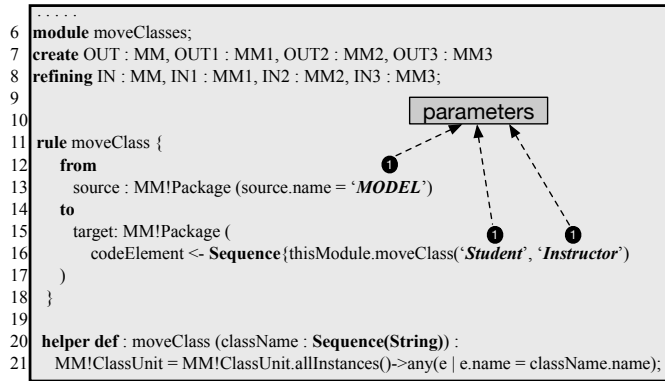 . . . . .
6 module moveClasses;
7 create OUT : MM, OUT1 : MM1, OUT2 : MM2, OUT3 : MM3
8 refining IN : MM, IN1 : MM1, IN2 : MM2, IN3 : MM3;
9
10 parameters
11 rule moveClass {
12 from 1
13 source : MM!Package (source.name = ‘MODEL’)
14 to
15 target: MM!Package ( 1 1
16 codeElement <- Sequence{thisModule.moveClass(‘Student’, ‘Instructor’)
17 )
18 }
19
20 helper def : moveClass (className : Sequence(String)) :
21 MM!ClassUnit = MM!ClassUnit.allInstances()->any(e | e.name = className.name);